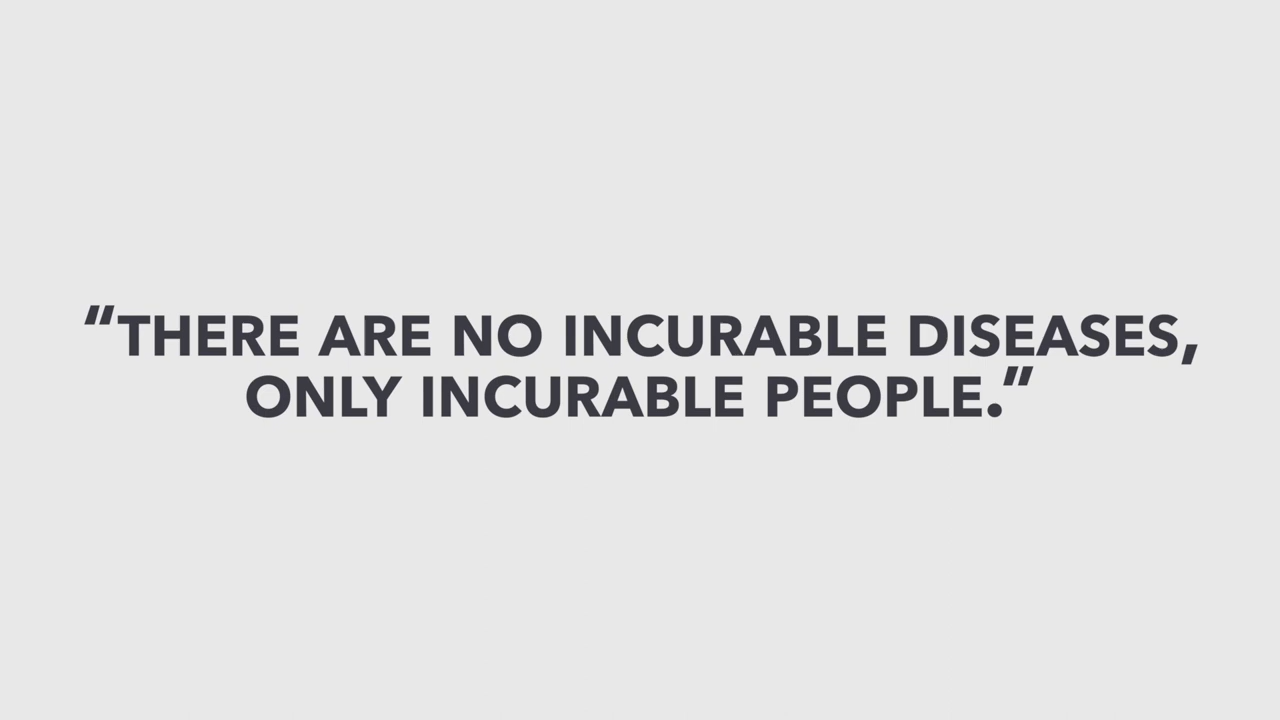 “THERE ARE NO INCURABLE DISEASES,
ONLY INCURABLE PEOPLE.”